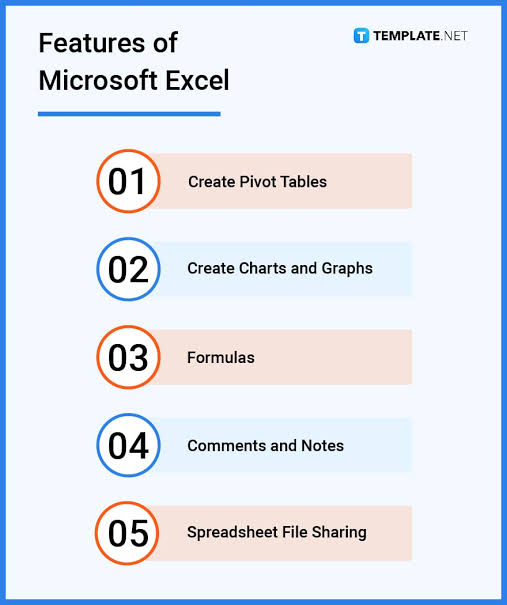 Features of
Microsoft Excel
TEMPLATE.NET
01
Create Pivot Tables
02
Create Charts and Graphs
03
Formulas
04
Comments and Notes
05
Spreadsheet File Sharing